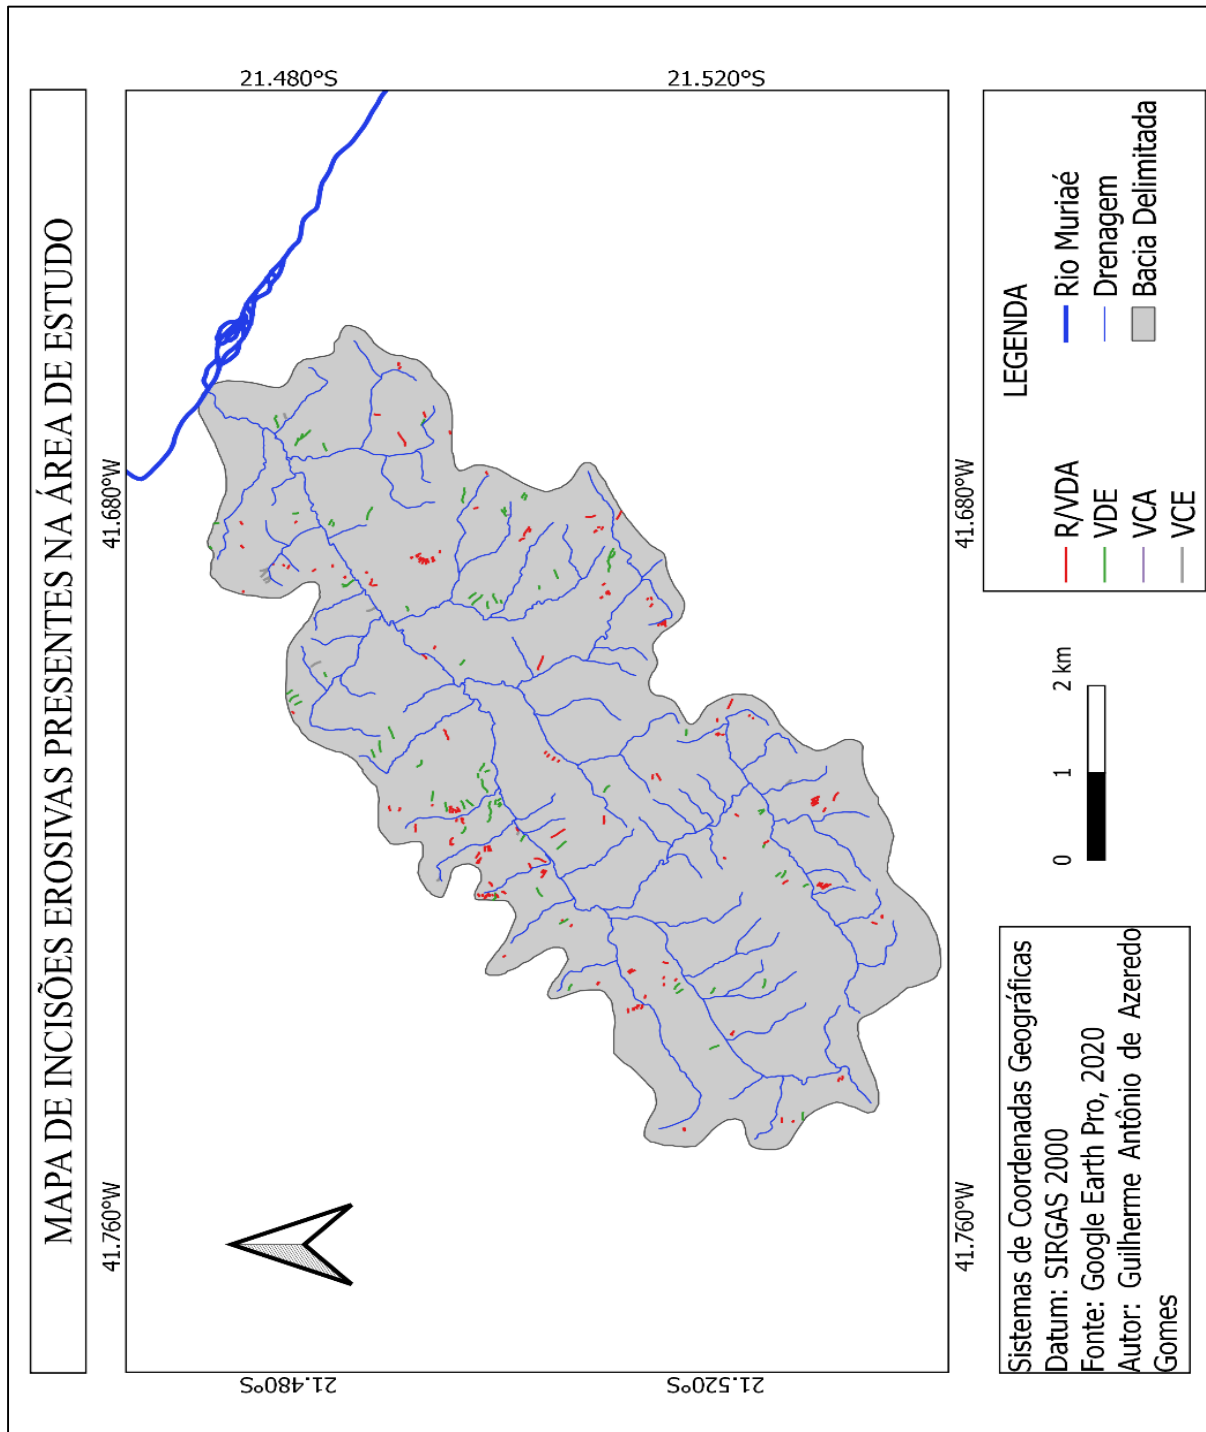 MAPA DE INCISÕES EROSIVAS PRESENTES NA ÁREA DE ESTUDO
41.760°W
41.680°W
21.480°S
21.480°S
21.520°S
21.520°S
41.760°W
41.680°W
Sistemas de Coordenadas Geográficas
Datum: SIRGAS 2000
Fonte: Google Earth Pro, 2020
Autor: Guilherme Antônio de Azeredo
Gomes
0 1 2 km
LEGENDA
R/VDA
VDE
VCA
VCE
Rio Muriaé
Drenagem
Bacia Delimitada